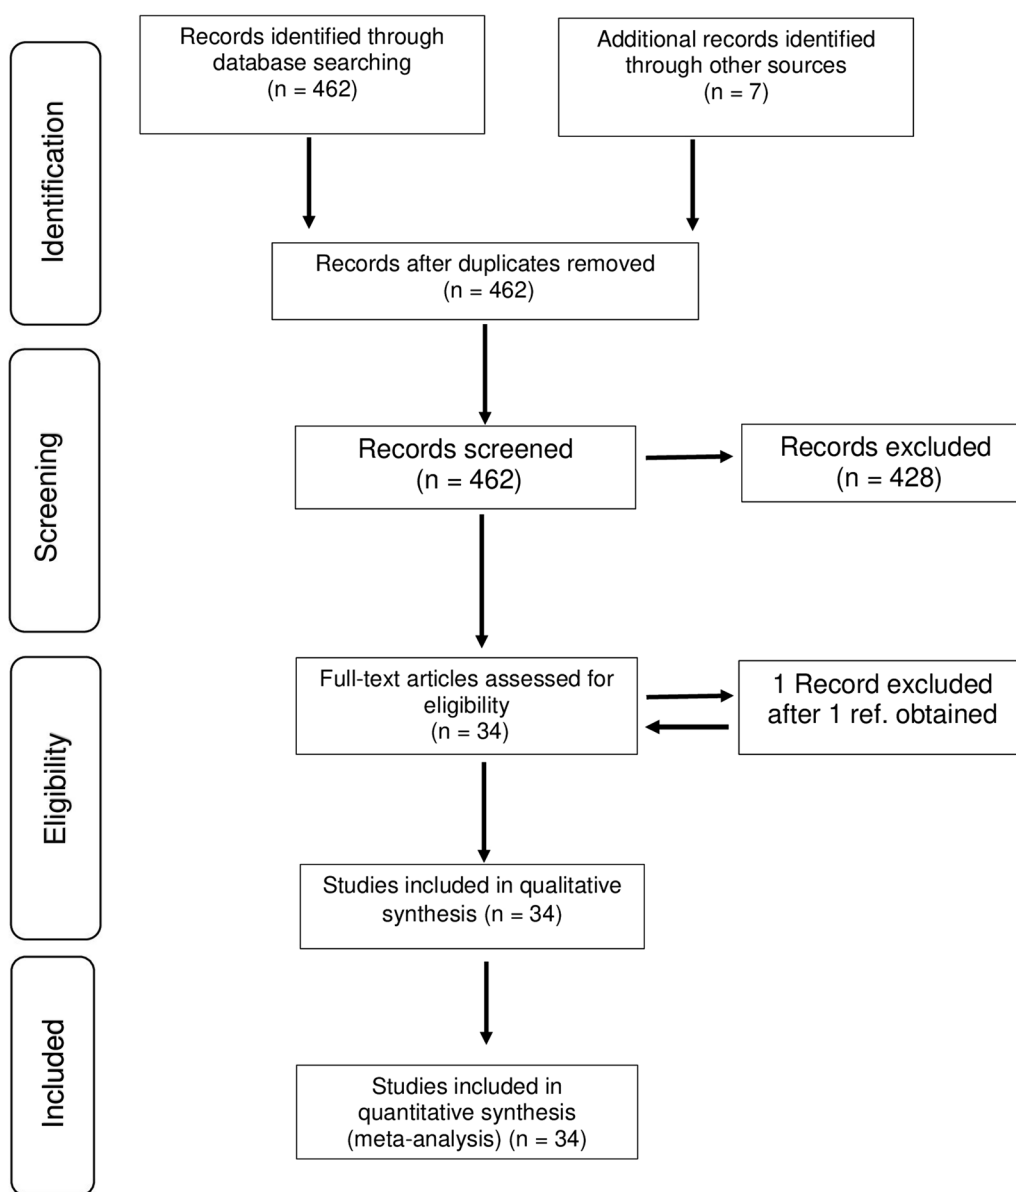 Identification
Records identified through
database searching
(n = 462)
Additional records identified
through other sources
(n = 7)
Records after duplicates removed
(n = 462)
Screening
Records screened
(n = 462)
Records excluded
(n = 428)
Eligibility
Full-text articles assessed for
eligibility
(n = 34)
1 Record excluded
after 1 ref. obtained
Studies included in qualitative
synthesis (n = 34)
Included
Studies included in
quantitative synthesis
(meta-analysis) (n = 34)